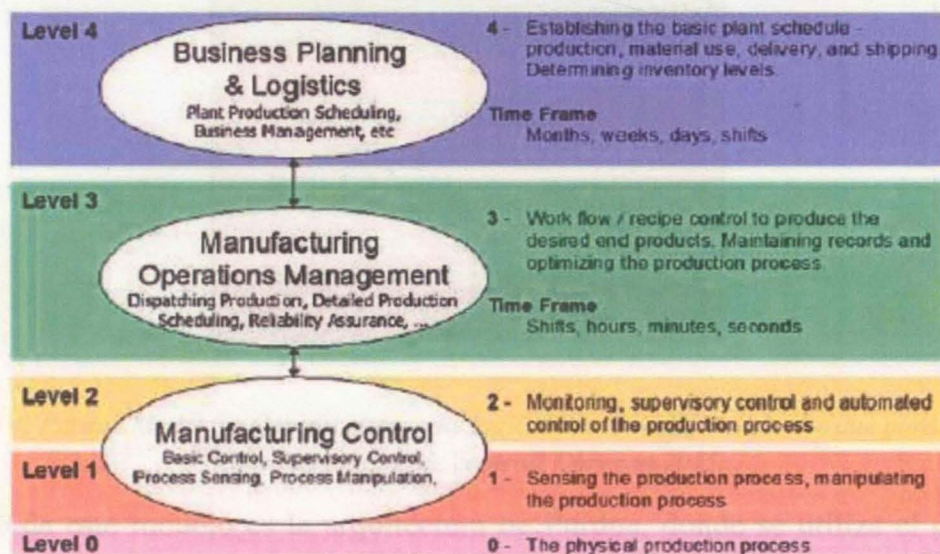 Level 4
Business Planning
& Logistics
Plant Production Scheduling,
Business Management, etc
4 - Establishing the basic plant schedule -
production, material use, delivery, and shipping
Determining inventory levels.
Time Frame
Months, weeks, days, shifts
Level 3
Manufacturing
Operations Management
Dispatching Production, Detailed Production
Scheduling, Reliability Assurance, ...
3 - Work flow / recipe control to produce the
desired end products. Maintaining records and
optimizing the production process
Time Frame
Shifts, hours, minutes, seconds
Level 2
Manufacturing Control
Basic Control, Supervisory Control,
Process Sensing, Process Manipulation,
2 - Monitoring, supervisory control and automated
control of the production process
Level 1
1 - Sensing the production process, manipulating
the production process
Level 0
0 - The physical production process